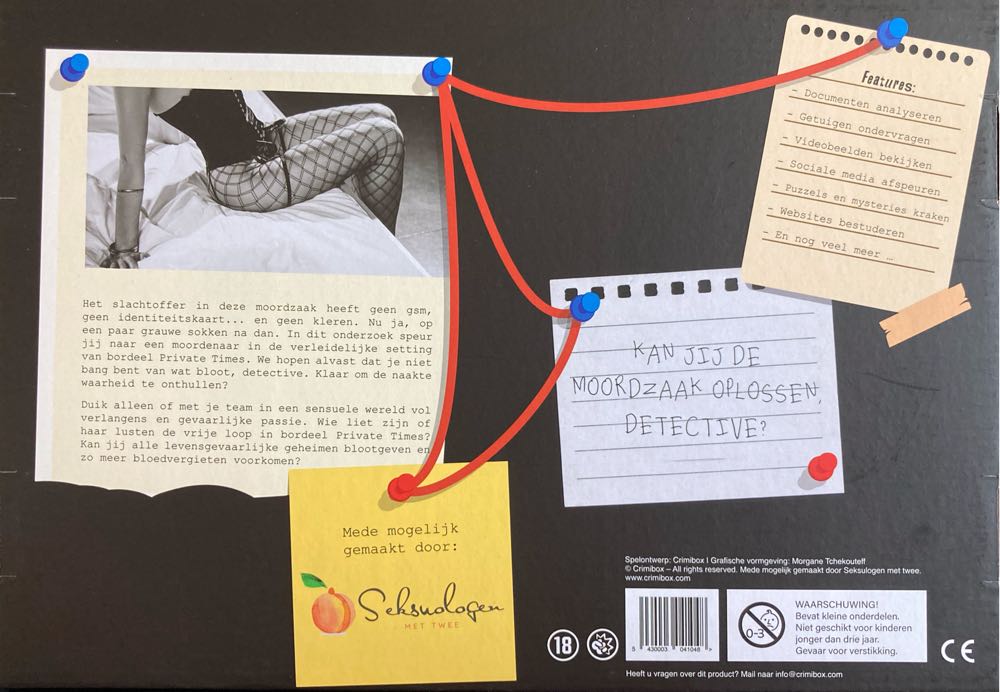 Features:
- Documenten analyseren
- Getuigen ondervragen
- Videobeelden bekijken
- Sociale media afspeuren
- Puzzels en mysteries kraken
- Websites bestuderen
- En nog veel meer …
Het slachtoffer in deze moordzaak heeft geen gsm,
geen identiteitskaart... en geen kleren. Nu ja, op
een paar grauwe sokken na dan. In dit onderzoek speur
jij naar een moordenaar in de verleidelijke setting
van bordeel Private Times. We hopen alvast dat je niet
bang bent van wat bloot, detective. Klaar om de naakte
waarheid te onthullen?
Duik alleen of met je team in een sensuele wereld vol
verlangens en gevaarlijke passie. Wie liet zijn of
haar lusten de vrije loop in bordeel Private Times?
Kan jij alle levensgevaarlijke geheimen blootgeven en
zo meer bloedvergieten voorkomen?
KAN JIJ DE
MOORDZAAK OPLOSSEN,
DETECTIVE?
Mede mogelijk
gemaakt door:
Seksuologen
MET TWEE
Spelontwerp: Crimibox I Grafische vormgeving: Morgane Tchekouteff
© Crimibox – All rights reserved. Mede mogelijk gemaakt door Seksulogen met twee.
www.crimibox.com
18
5 430003 041048 >
0-3
WAARSCHUWING!
Bevat kleine onderdelen.
Niet geschikt voor kinderen
jonger dan drie jaar.
Gevaar voor verstikking.
CE
Heeft u vragen over dit product? Mail naar info@crimibox.com